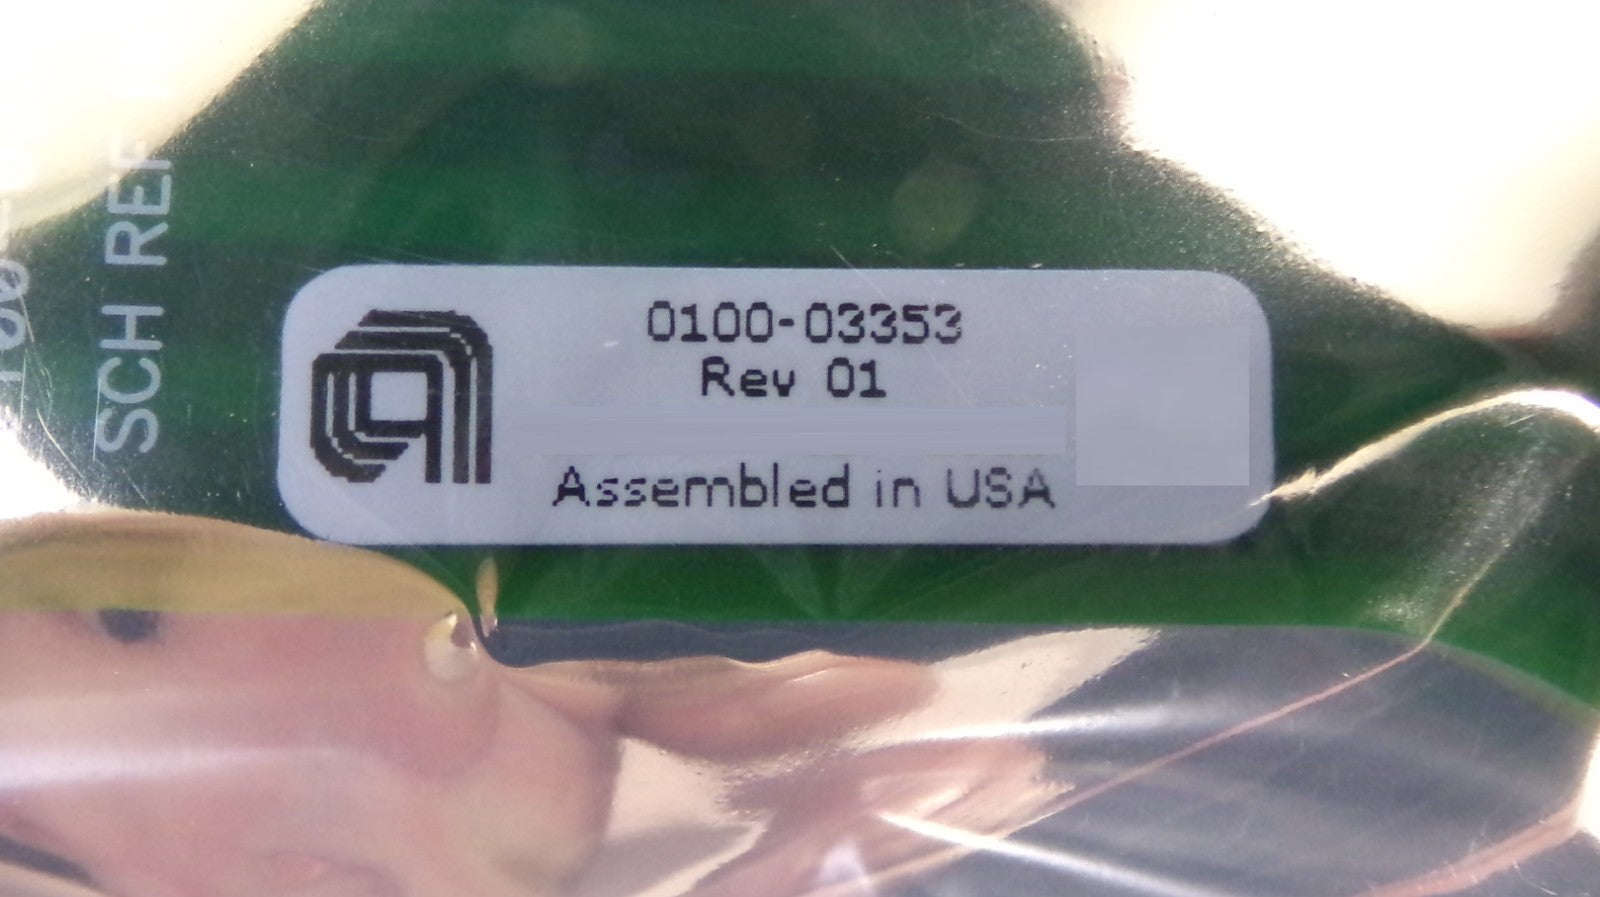 0100-03353
Rev 01
Assembled in USA
SCH REF